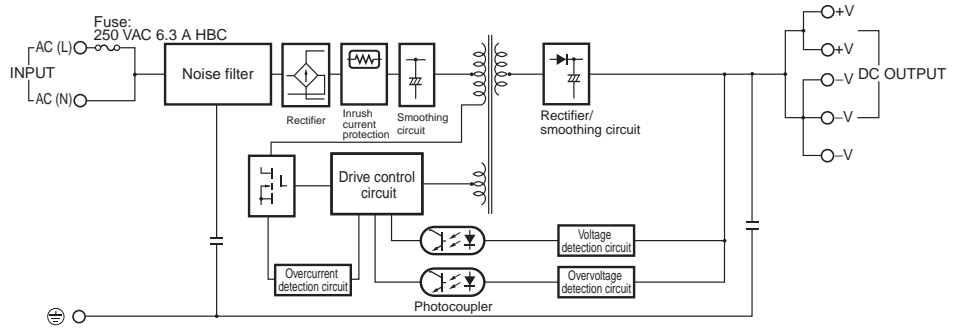 Fuse:
250 VAC 6.3 A HBC
AC (L)
INPUT
AC (N)
Noise filter
Rectifier
Inrush
current
protection
Smoothing
circuit
Rectifier/
smoothing circuit
+V
+V
−V
DC OUTPUT
−V
−V
Drive control
circuit
Overcurrent
detection circuit
Voltage
detection circuit
Overvoltage
detection circuit
Photocoupler